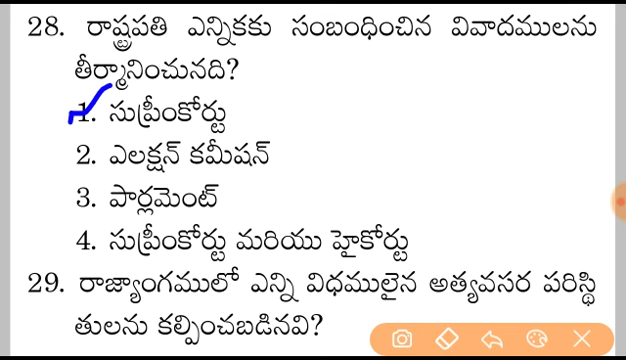 28. రాష్ట్రపతి ఎన్నికకు సంబంధించిన వివాదములను
తీర్మానించునది?
1. సుప్రీంకోర్టు
2. ఎలక్షన్ కమీషన్
3. పార్లమెంట్
4. సుప్రీంకోర్టు మరియు హైకోర్టు
29. రాజ్యాంగములో ఎన్ని విధములైన అత్యవసర పరిస్థి
తులను కల్పించబడినవి?